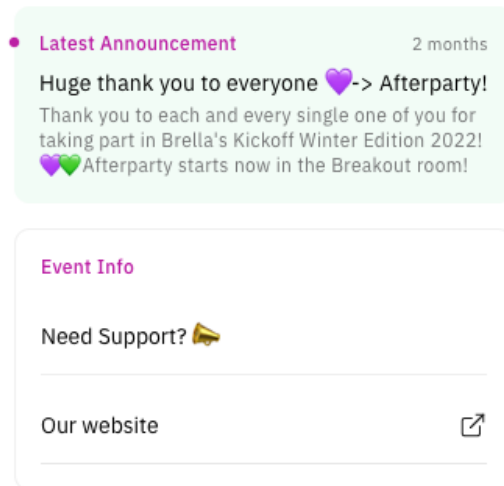 Latest Announcement 2 months
Huge thank you to everyone 💜-> Afterparty!
Thank you to each and every single one of you for
taking part in Brella's Kickoff Winter Edition 2022!
💜💚Afterparty starts now in the Breakout room!
Event Info
Need Support? 📣
Our website